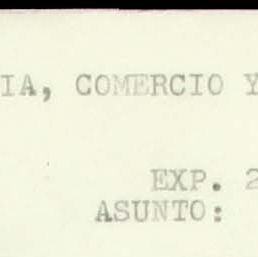 IA, COMERCIO Y
EXP. 2
ASUNTO: